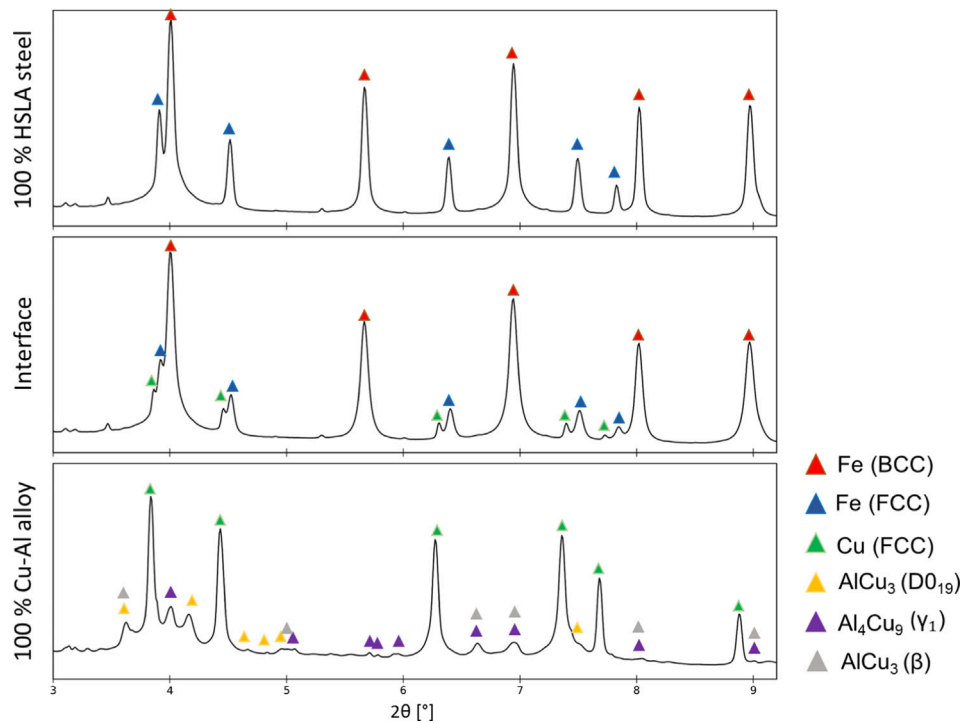 100 % HSLA steel
Interface
100 % Cu-Al alloy
3 4 5 6 7 8 9
2θ [°]
Fe (BCC)
Fe (FCC)
Cu (FCC)
AlCu₃ (D0₁₉)
Al₄Cu₉ (γ₁)
AlCu₃ (β)